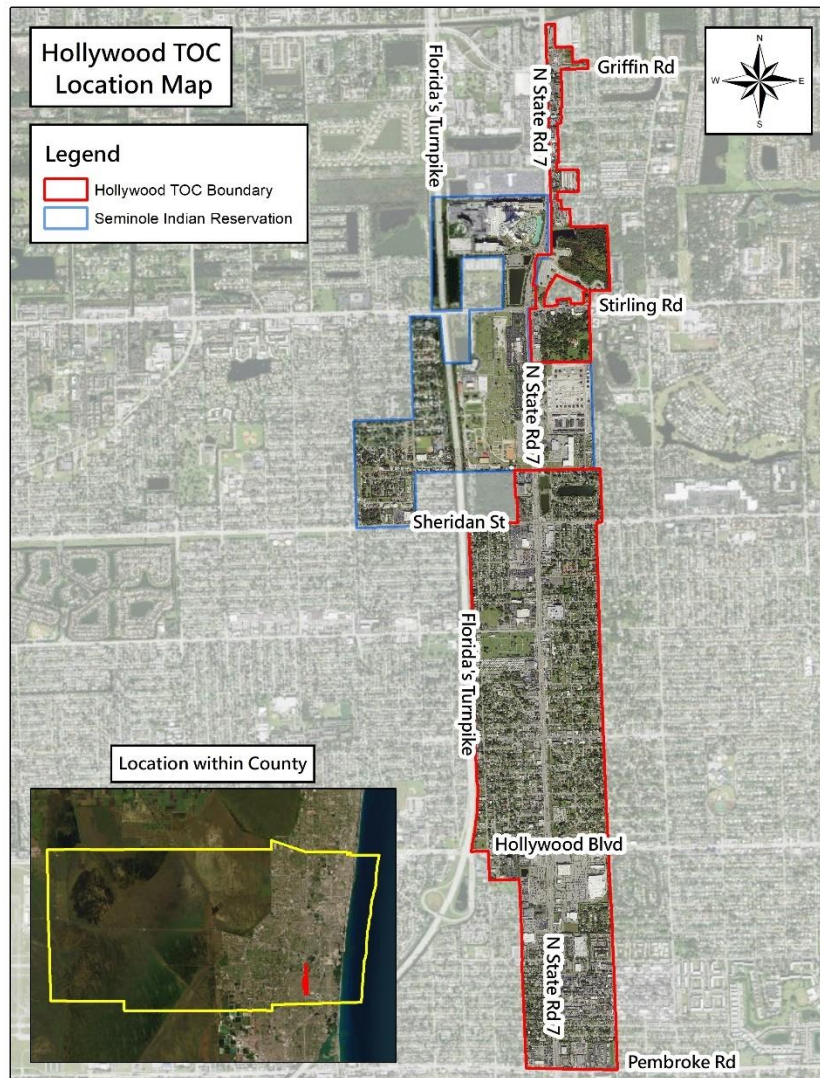 Hollywood TOC
Location Map
Legend
Hollywood TOC Boundary
Seminole Indian Reservation
Florida's Turnpike
N State Rd 7
Griffin Rd
N
W
E
S
Stirling Rd
N State Rd 7
Sheridan St
Florida's Turnpike
Location within County
Hollywood Blvd
N State Rd 7
Pembroke Rd